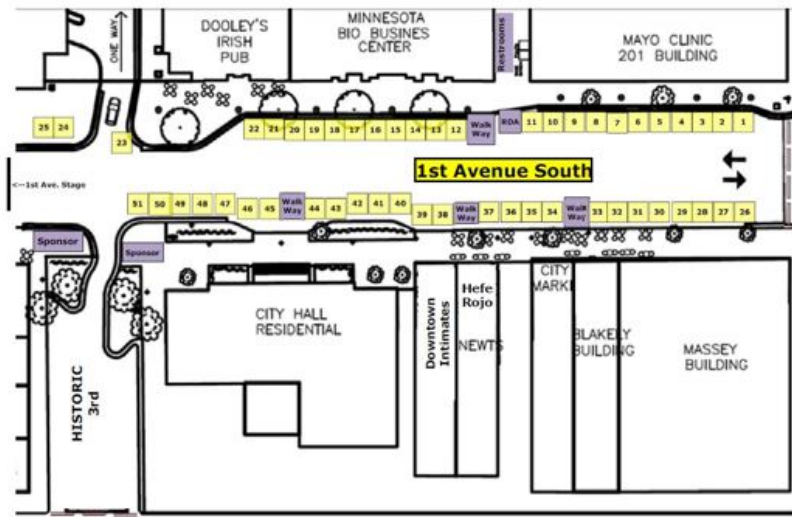 ONE WAY
DOOLEY'S
IRISH
PUB
MINNESOTA
BIO BUSINES
CENTER
Restrooms
MAYO CLINIC
201 BUILDING
25 24
23
22 21 20 19 18 17 16 15 14 13 12
Walk
Way
RDA
11 10 9 8 7 6 5 4 3 2 1
1st Avenue South
<--1st Ave. Stage
51 50 49 48 47 46 45
Walk
Way
44 43 42 41 40 39 38
Walk
Way
37 36 35 34
Walk
Way
33 32 31 30 29 28 27 26
Sponsor
Sponsor
HISTORIC
3rd
CITY HALL
RESIDENTIAL
Downtown
Intimates
Hefe
Rojo
NEWTS
CITY
MARKE
BLAKELY
BUILDING
MASSEY
BUILDING